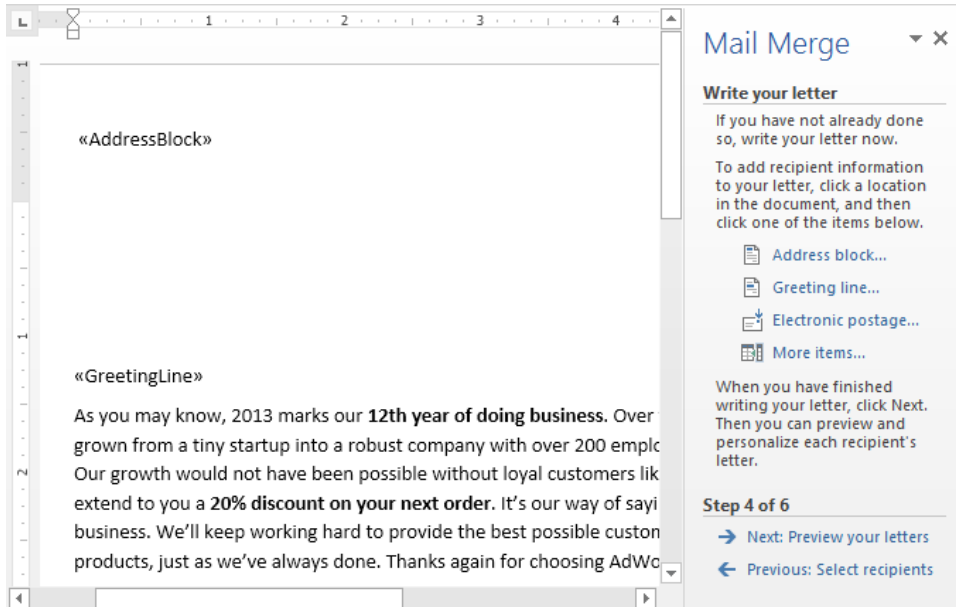 1 2 3 4
«AddressBlock»
«GreetingLine»
As you may know, 2013 marks our 12th year of doing business. Over
grown from a tiny startup into a robust company with over 200
Our growth would not have been possible without loyal customers
extend to you a 20% discount on your next order. It's our way of
business. We'll keep working hard to provide the best possible
products, just as we've always done. Thanks again for choosing
1
1
2
Mail Merge
Write your letter
If you have not already done
so, write your letter now.
To add recipient information
to your letter, click a location
in the document, and then
click one of the items below.
Address block...
Greeting line...
Electronic postage...
More items...
When you have finished
writing your letter, click Next.
Then you can preview and
personalize each recipient's
letter.
Step 4 of 6
Next: Preview your letters
Previous: Select recipients